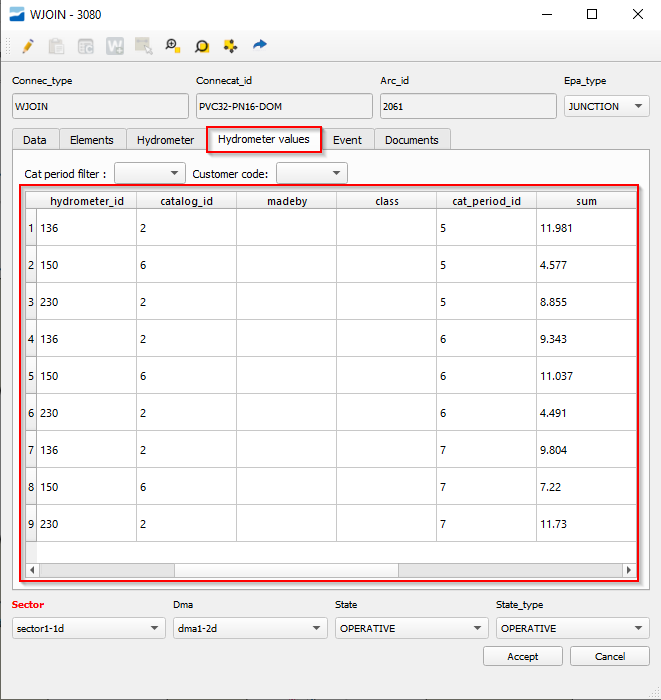 WJOIN - 3080
Connec_type Connecat_id Arc_id Epa_type
WJOIN PVC32-PN16-DOM 2061 JUNCTION
Data Elements Hydrometer Hydrometer values Event Documents
Cat period filter : Customer code:
hydrometer_id catalog_id madeby class cat_period_id sum
1 136 2 5 11.981
2 150 6 5 4.577
3 230 2 5 8.855
4 136 2 6 9.343
5 150 6 6 11.037
6 230 2 6 4.491
7 136 2 7 9.804
8 150 6 7 7.22
9 230 2 7 11.73
Sector Dma State State_type
sector1-1d dma1-2d OPERATIVE OPERATIVE
Accept Cancel